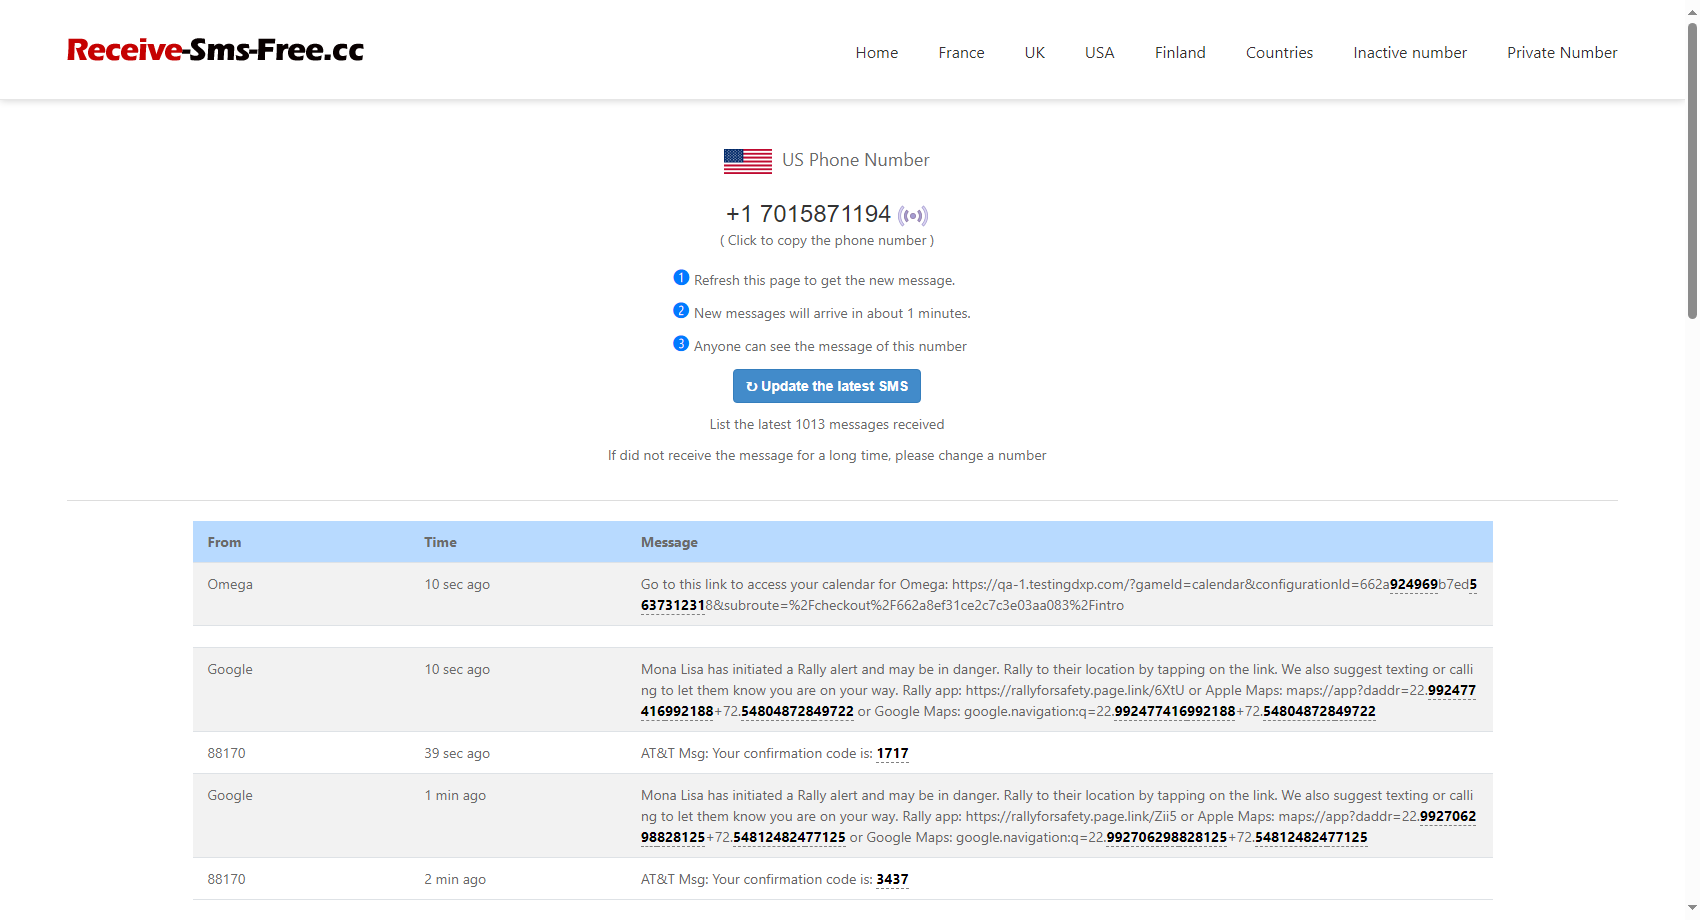 Receive-Sms-Free.cc
Home France UK USA Finland Countries Inactive number Private Number
US Phone Number
+1 7015871194
( Click to copy the phone number )
1 Refresh this page to get the new message.
2 New messages will arrive in about 1 minutes.
3 Anyone can see the message of this number
↻ Update the latest SMS
List the latest 1013 messages received
If did not receive the message for a long time, please change a number
From Time Message
Omega 10 sec ago Go to this link to access your calendar for Omega: https://qa-1.testingdxp.com/?gameId=calendar&configurationId=662a924969b7ed5
637312318&subroute=%2Fcheckout%2F662a8ef31ce2c7c3e03aa083%2Fintro
Google 10 sec ago Mona Lisa has initiated a Rally alert and may be in danger. Rally to their location by tapping on the link. We also suggest texting or calli
ng to let them know you are on your way. Rally app: https://rallyforsafety.page.link/6XtU or Apple Maps: maps://app?daddr=22.992477
416992188+72.54804872849722 or Google Maps: google.navigation:q=22.992477416992188+72.54804872849722
88170 39 sec ago AT&T Msg: Your confirmation code is: 1717
Google 1 min ago Mona Lisa has initiated a Rally alert and may be in danger. Rally to their location by tapping on the link. We also suggest texting or calli
ng to let them know you are on your way. Rally app: https://rallyforsafety.page.link/Zii5 or Apple Maps: maps://app?daddr=22.9927062
98828125+72.54812482477125 or Google Maps: google.navigation:q=22.992706298828125+72.54812482477125
88170 2 min ago AT&T Msg: Your confirmation code is: 3437